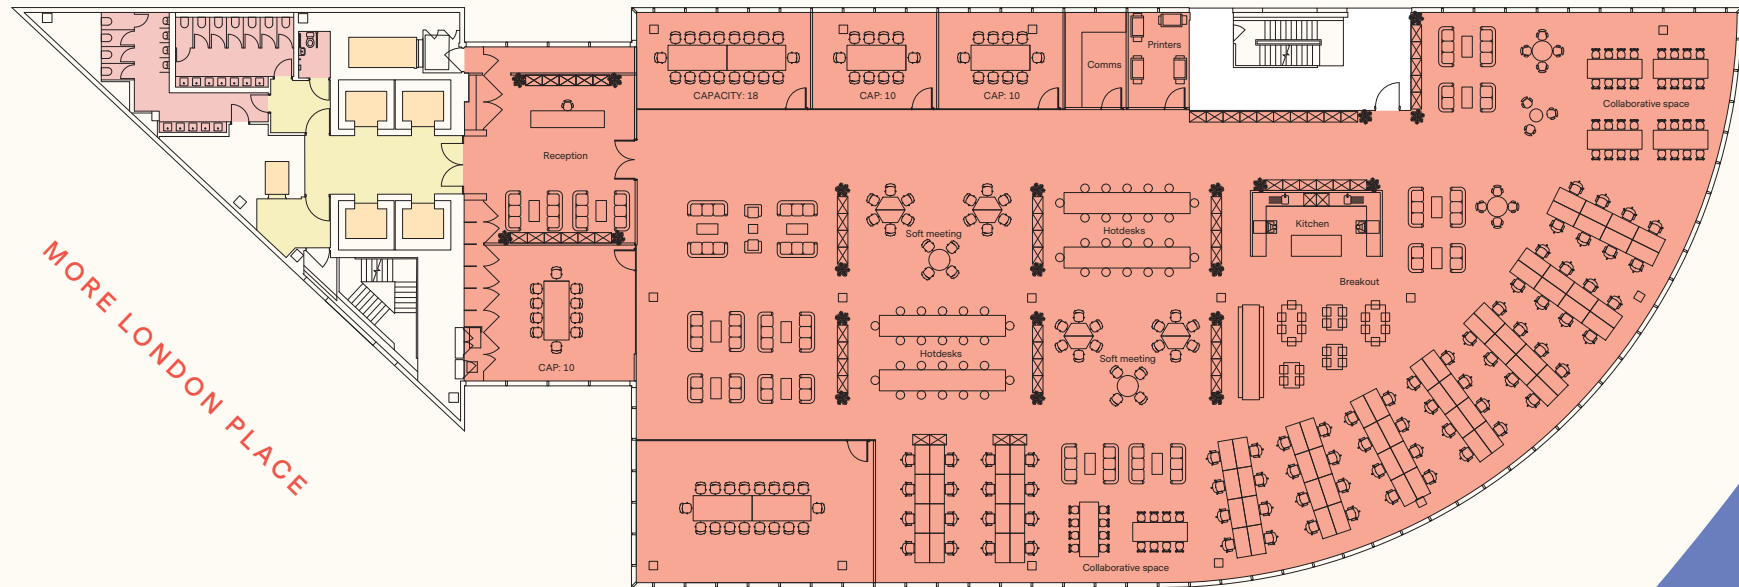 CAPACITY: 18
CAP: 10
CAP: 10
Comms
Printers
Collaborative space
Reception
Soft meeting
Hotdesks
Kitchen
Breakout
Hotdesks
Soft meeting
CAP: 10
Collaborative space
MORE LONDON PLACE